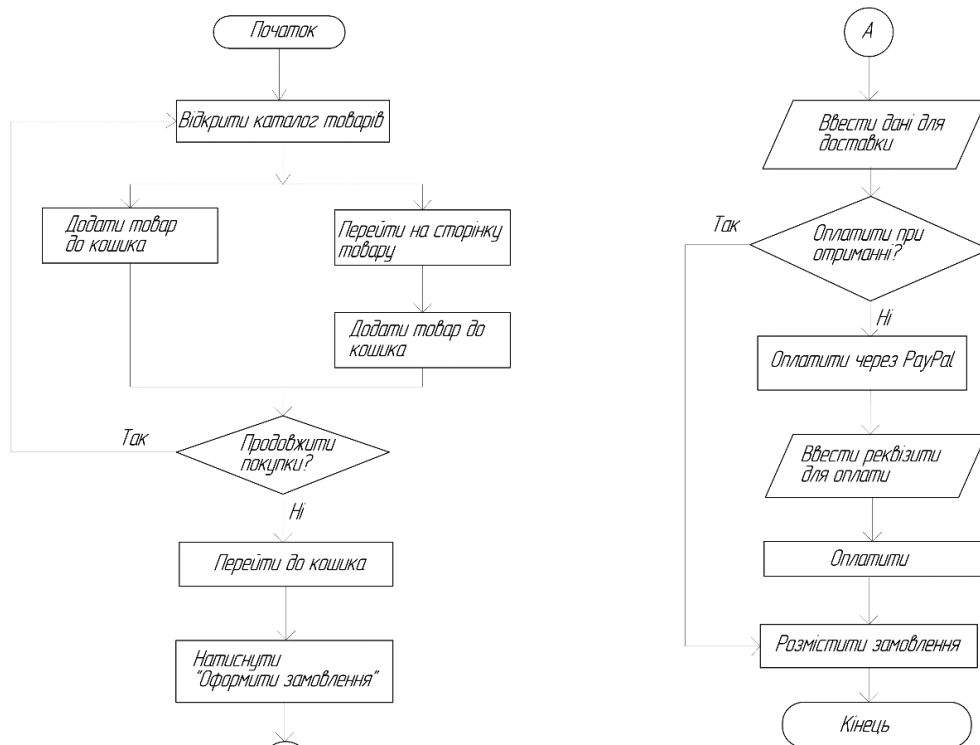 Початок
Відкрити каталог товарів
Додати товар
до кошика
Перейти на сторінку
товару
Додати товар до
кошика
Продовжити
покупки?
Так
Ні
Перейти до кошика
Натиснути
"Оформити замовлення"
А
Ввести дані для
доставки
Так
Оплатити при
отриманні?
Ні
Оплатити через PayPal
Ввести реквізити
для оплати
Оплатити
Розмістити замовлення
Кінець